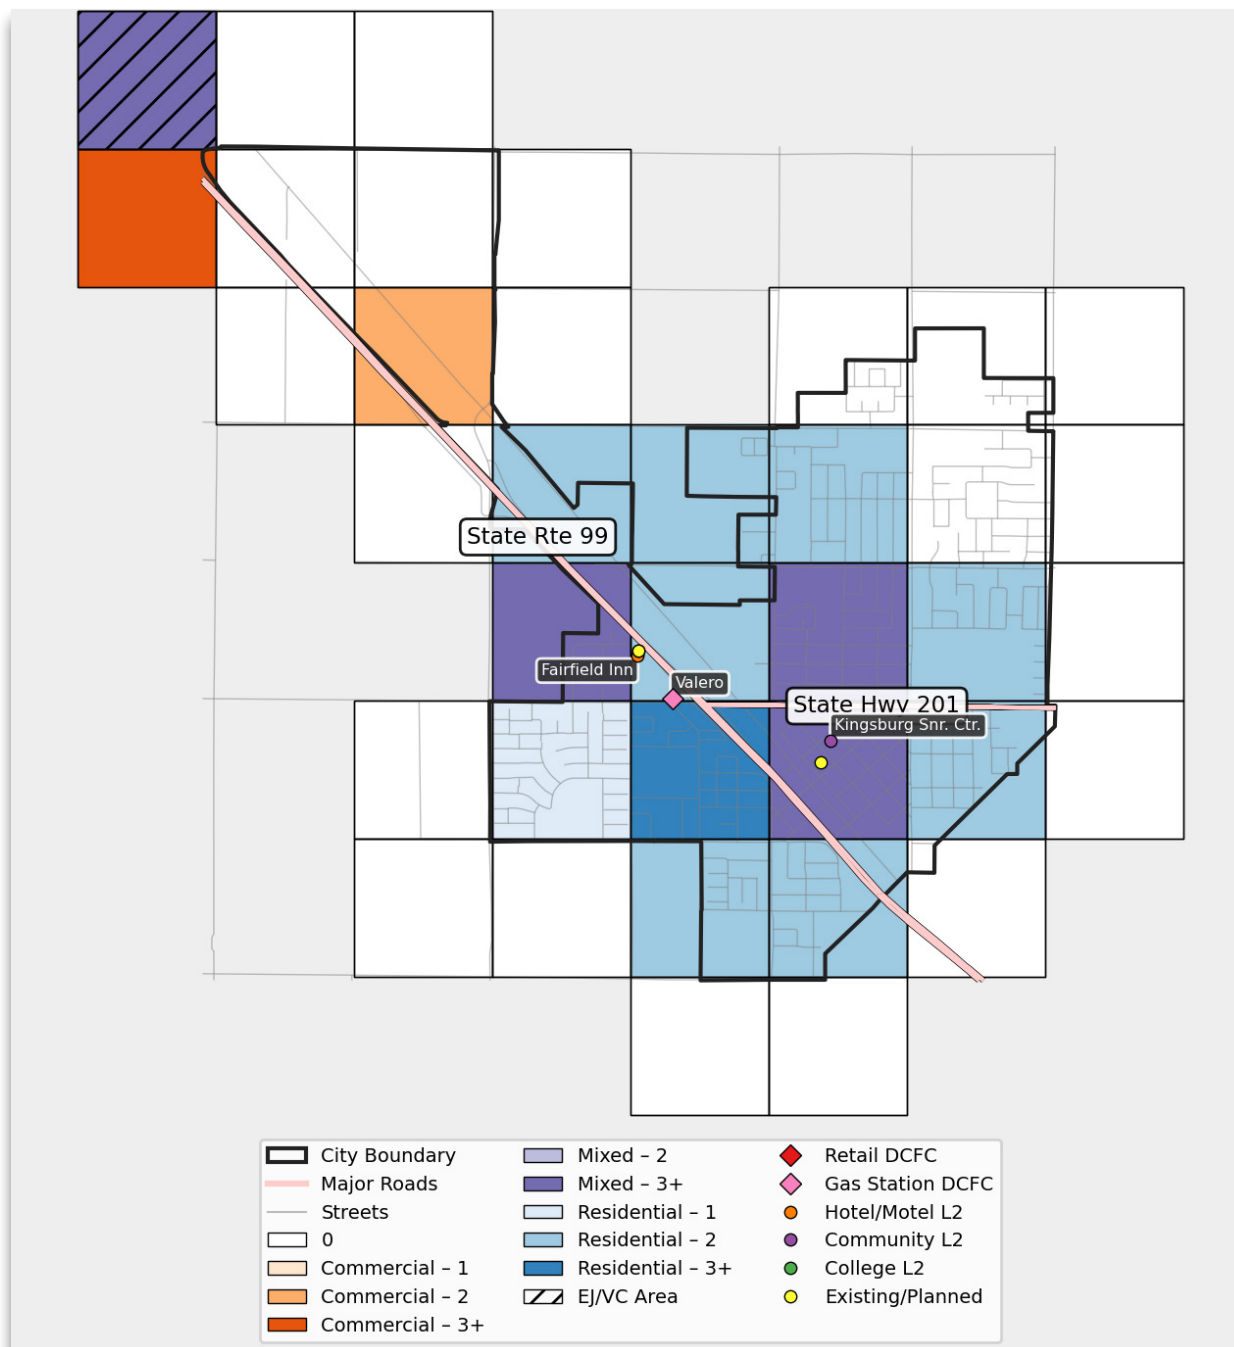 State Rte 99
Fairfield Inn
Valero
State Hwy 201
Kingsburg Snr. Ctr.
City Boundary
Major Roads
Streets
0
Commercial – 1
Commercial – 2
Commercial – 3+
Mixed – 2
Mixed – 3+
Residential – 1
Residential – 2
Residential – 3+
EJ/VC Area
Retail DCFC
Gas Station DCFC
Hotel/Motel L2
Community L2
College L2
Existing/Planned